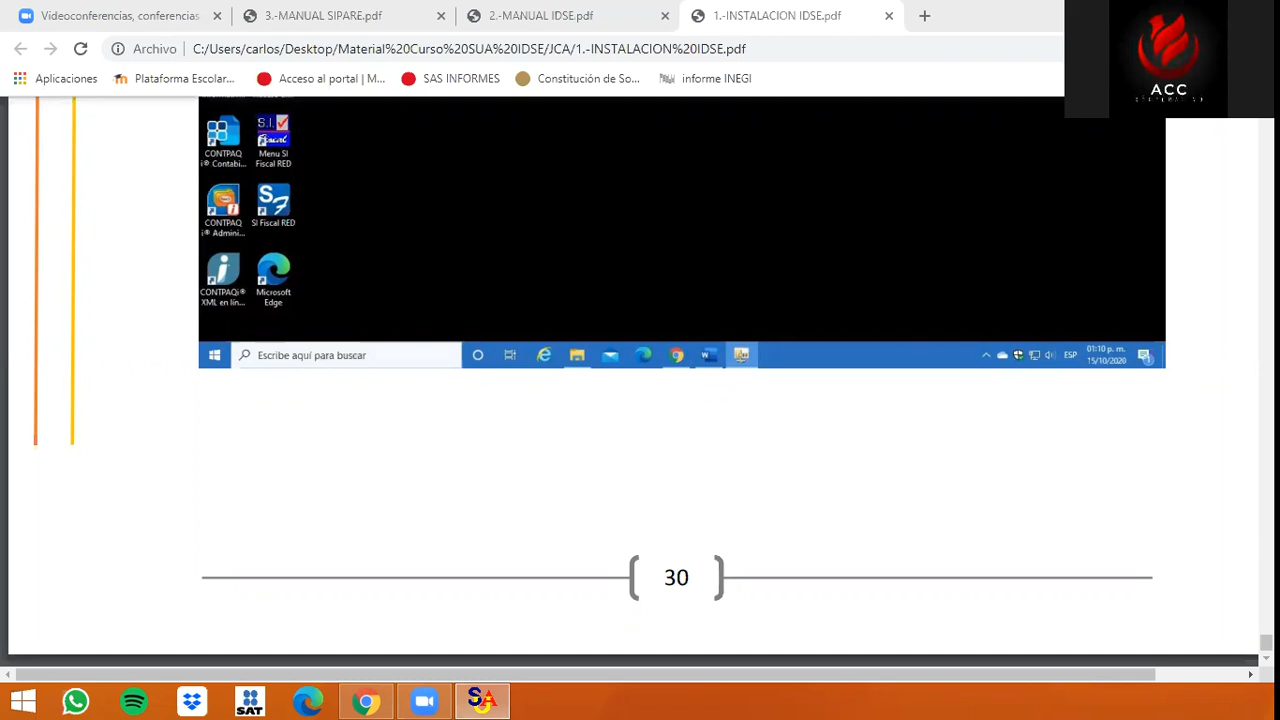 Videoconferencias, conferencias
3.-MANUAL SIPARE.pdf
2.-MANUAL IDSE.pdf
1.-INSTALACION IDSE.pdf
Archivo
C:/Users/carlos/Desktop/Material%20Curso%20SUA%20IDSE/JCA/1.-INSTALACION%20IDSE.pdf
Aplicaciones
Plataforma Escolar...
Acceso al portal | M...
SAS INFORMES
Constitución de So...
informe INEGI
ACC
S.I.
Fiscal
CONTPAQ
i® Contabi...
Menu SI
Fiscal RED
CONTPAQ
i® Admini...
SI Fiscal RED
CONTPAQi®
XML en lín...
Microsoft
Edge
Escribe aquí para buscar
ESP
01:10 p. m.
15/10/2020
30
SAT
SA